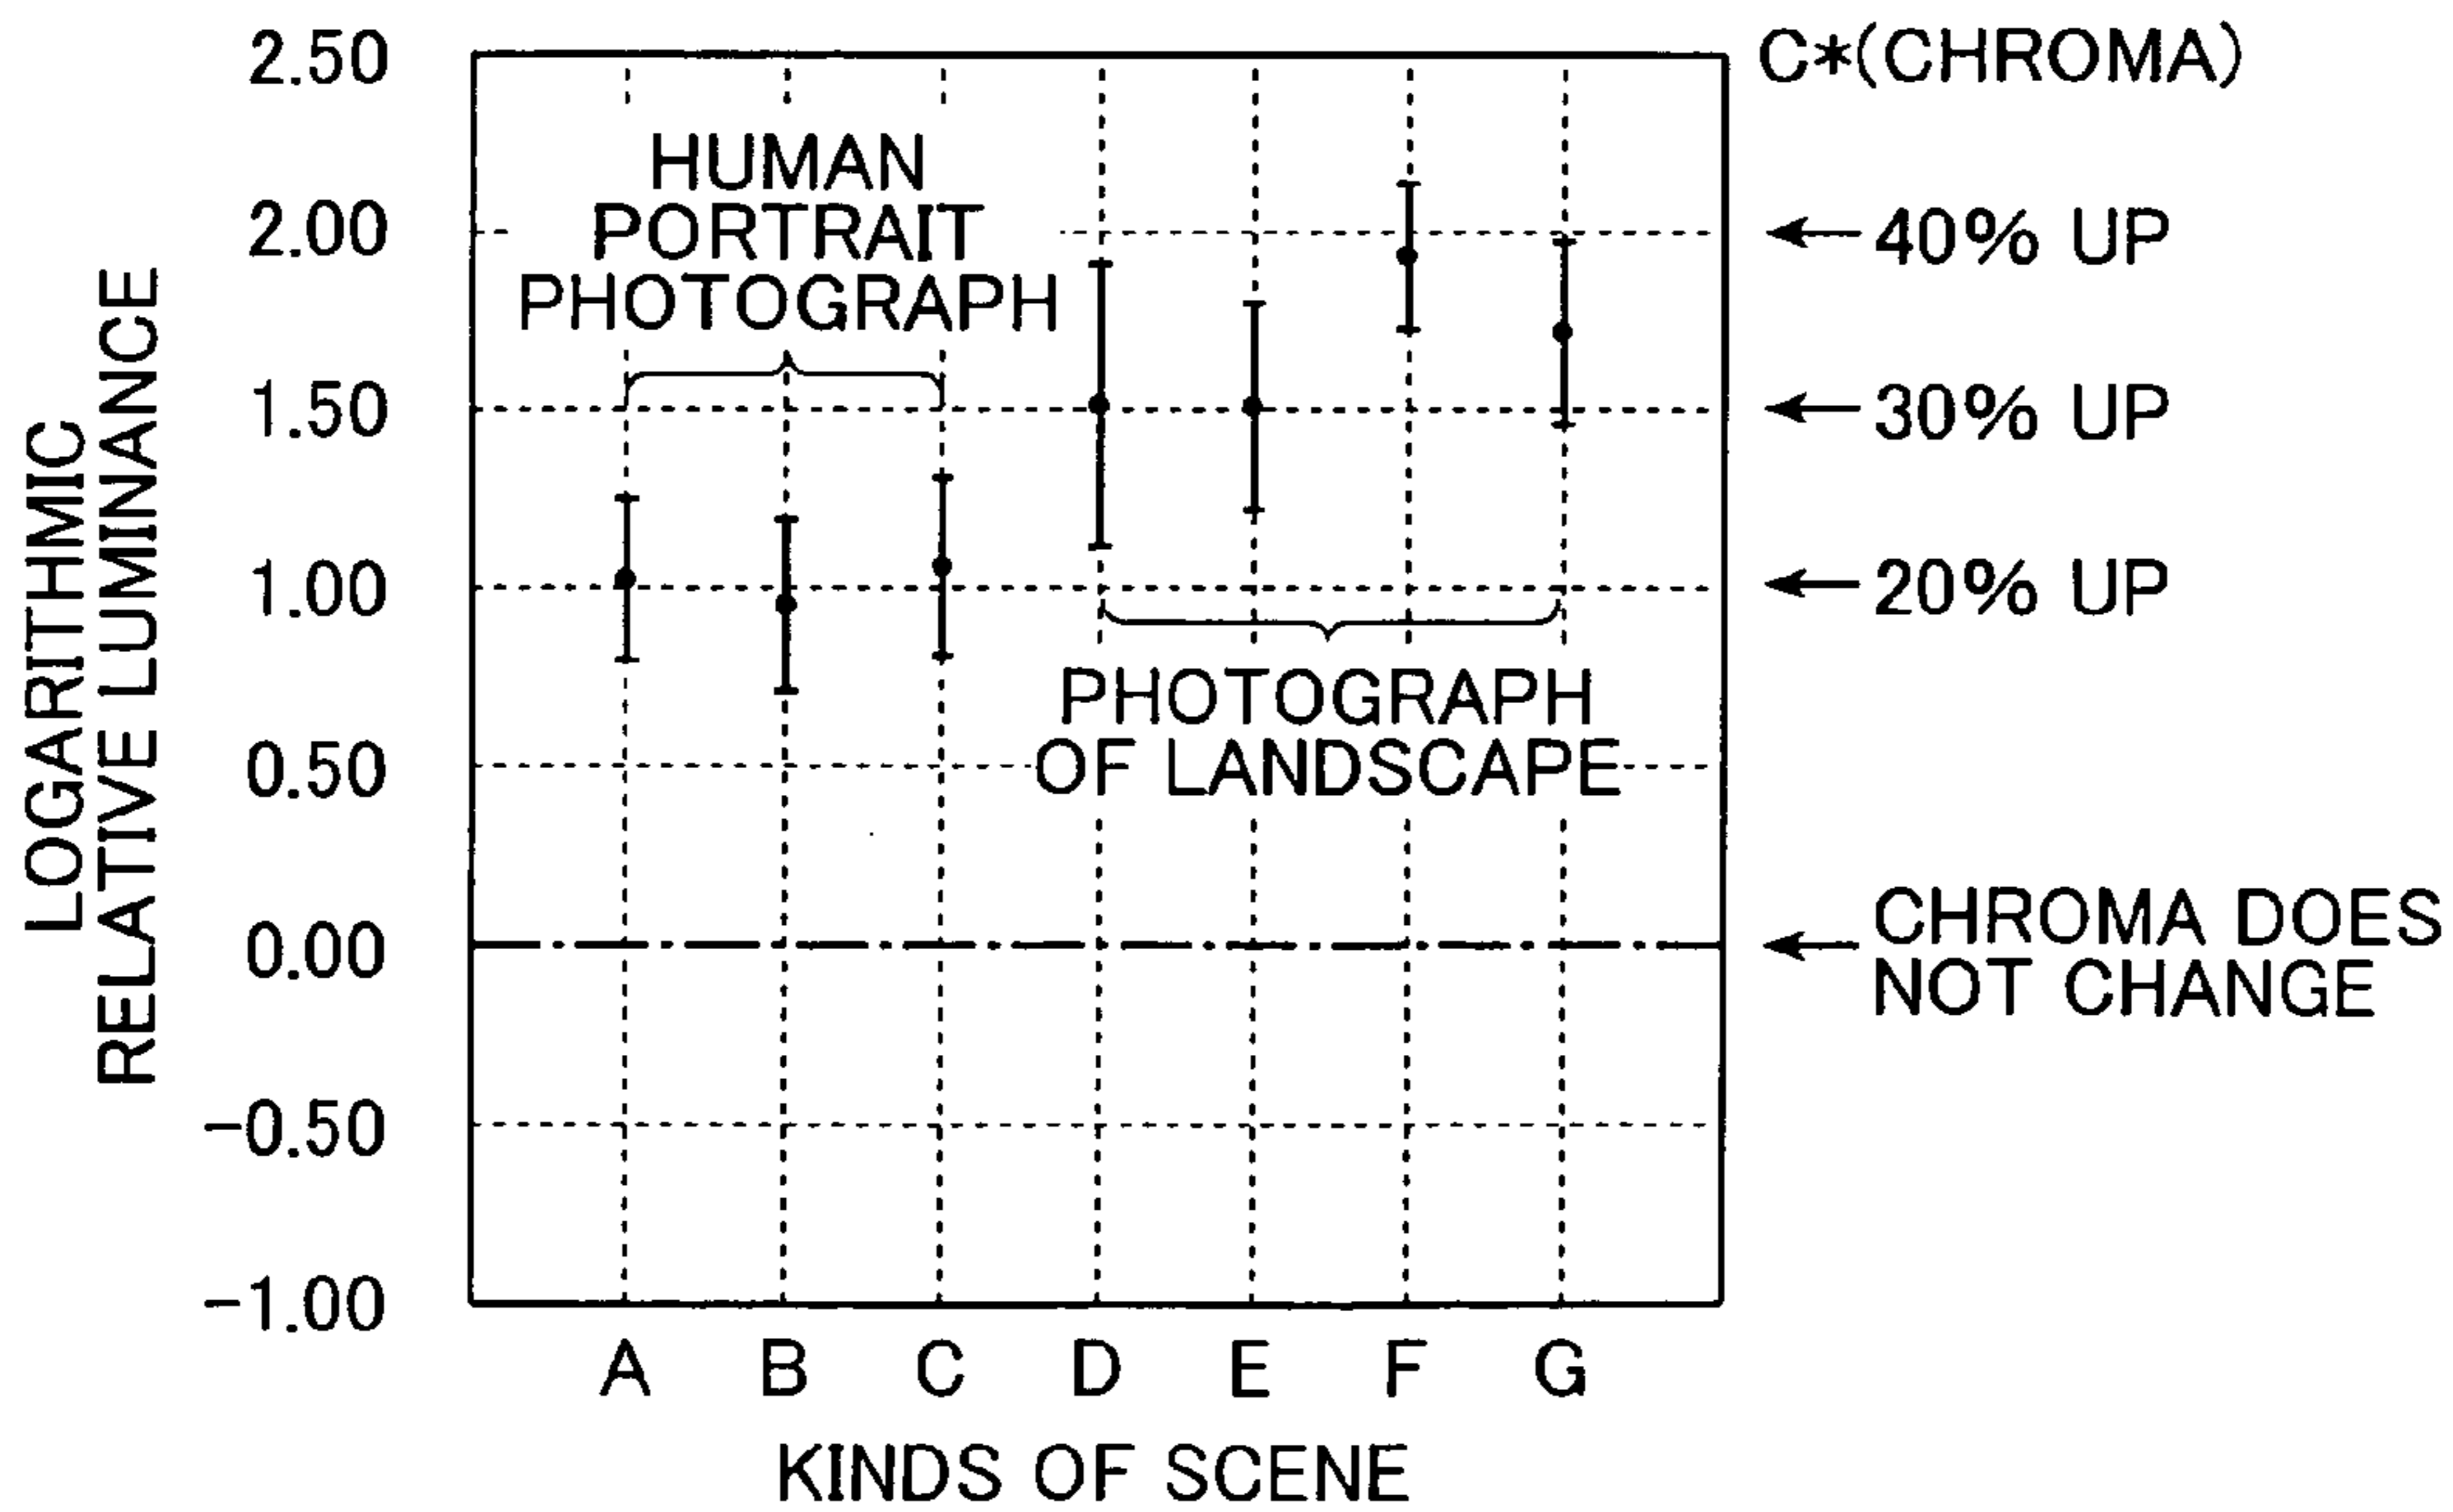 LOGARITHMIC
RELATIVE LUMINANCE
2.50
2.00
1.50
1.00
0.50
0.00
−0.50
−1.00
HUMAN
PORTRAIT
PHOTOGRAPH
PHOTOGRAPH
OF LANDSCAPE
C*(CHROMA)
40% UP
30% UP
20% UP
CHROMA DOES
NOT CHANGE
A B C D E F G
KINDS OF SCENE